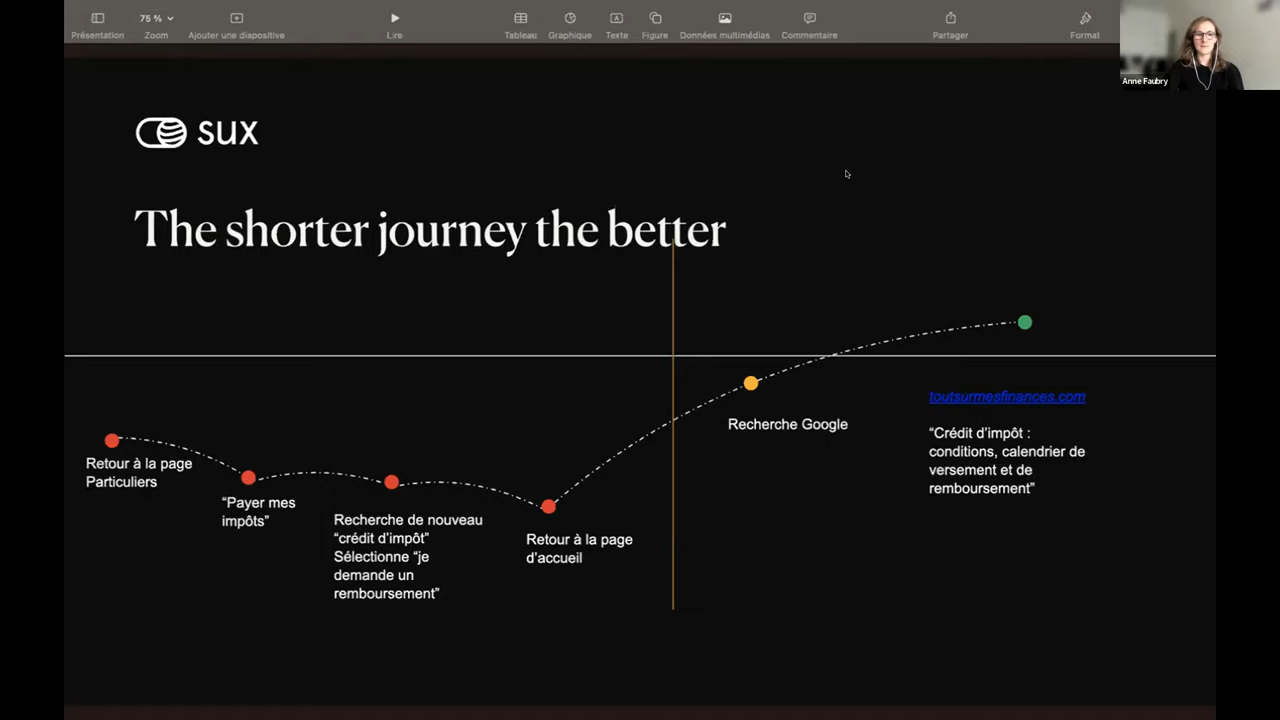 75 %
Présentation
Zoom
Ajouter une diapositive
Lire
Tableau
Graphique
Texte
Figure
Données multimédias
Commentaire
Partager
Format
Anne Faubry
sux
The shorter journey the better
Retour à la page
Particuliers
“Payer mes
impôts”
Recherche de nouveau
“crédit d’impôt”
Sélectionne “je
demande un
remboursement”
Retour à la page
d’accueil
Recherche Google
toutsurmesfinances.com
“Crédit d’impôt :
conditions, calendrier de
versement et de
remboursement”